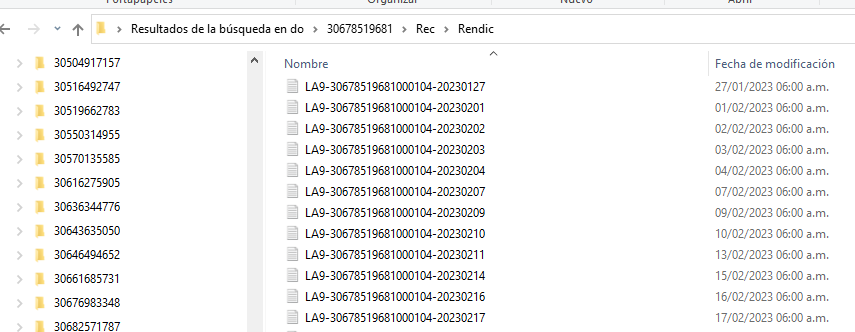 Portapapeles Organizar Nuevo Abrir
Resultados de la búsqueda en do > 30678519681 > Rec > Rendic
Nombre Fecha de modificación
30504917157
30516492747
30519662783
30550314955
30570135585
30616275905
30636344776
30643635050
30646494652
30661685731
30676983348
30682571787
LA9-30678519681000104-20230127 27/01/2023 06:00 a.m.
LA9-30678519681000104-20230201 01/02/2023 06:00 a.m.
LA9-30678519681000104-20230202 02/02/2023 06:00 a.m.
LA9-30678519681000104-20230203 03/02/2023 06:00 a.m.
LA9-30678519681000104-20230204 04/02/2023 06:00 a.m.
LA9-30678519681000104-20230207 07/02/2023 06:00 a.m.
LA9-30678519681000104-20230209 09/02/2023 06:00 a.m.
LA9-30678519681000104-20230210 10/02/2023 06:00 a.m.
LA9-30678519681000104-20230211 13/02/2023 06:00 a.m.
LA9-30678519681000104-20230214 15/02/2023 06:00 a.m.
LA9-30678519681000104-20230216 16/02/2023 06:00 a.m.
LA9-30678519681000104-20230217 17/02/2023 06:00 a.m.